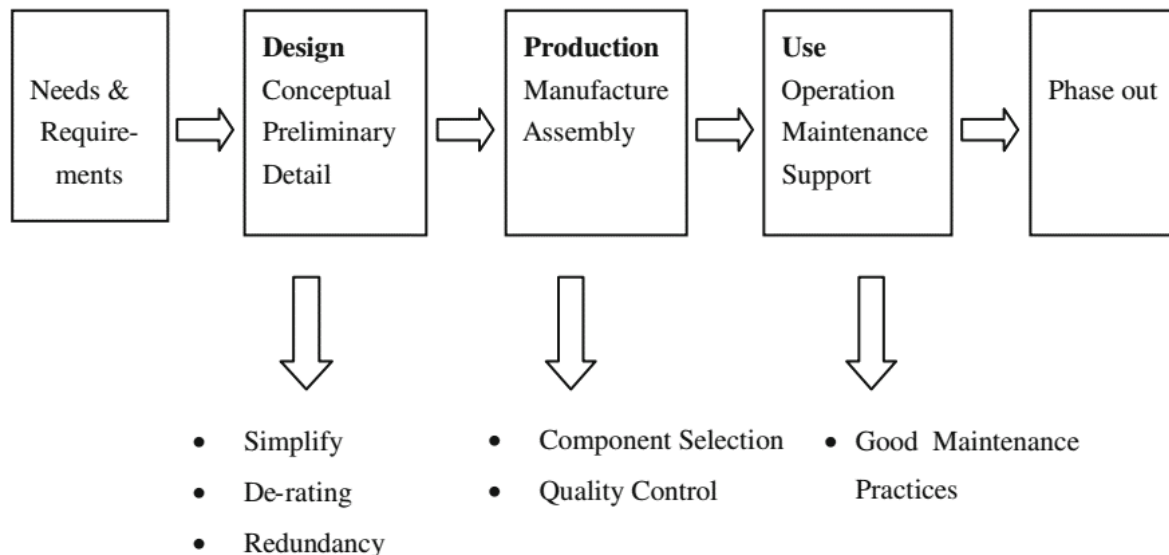 Needs &
Require-
ments
Design
Conceptual
Preliminary
Detail
Production
Manufacture
Assembly
Use
Operation
Maintenance
Support
Phase out
• Simplify
• De-rating
• Redundancy
• Component Selection
• Quality Control
• Good Maintenance
Practices